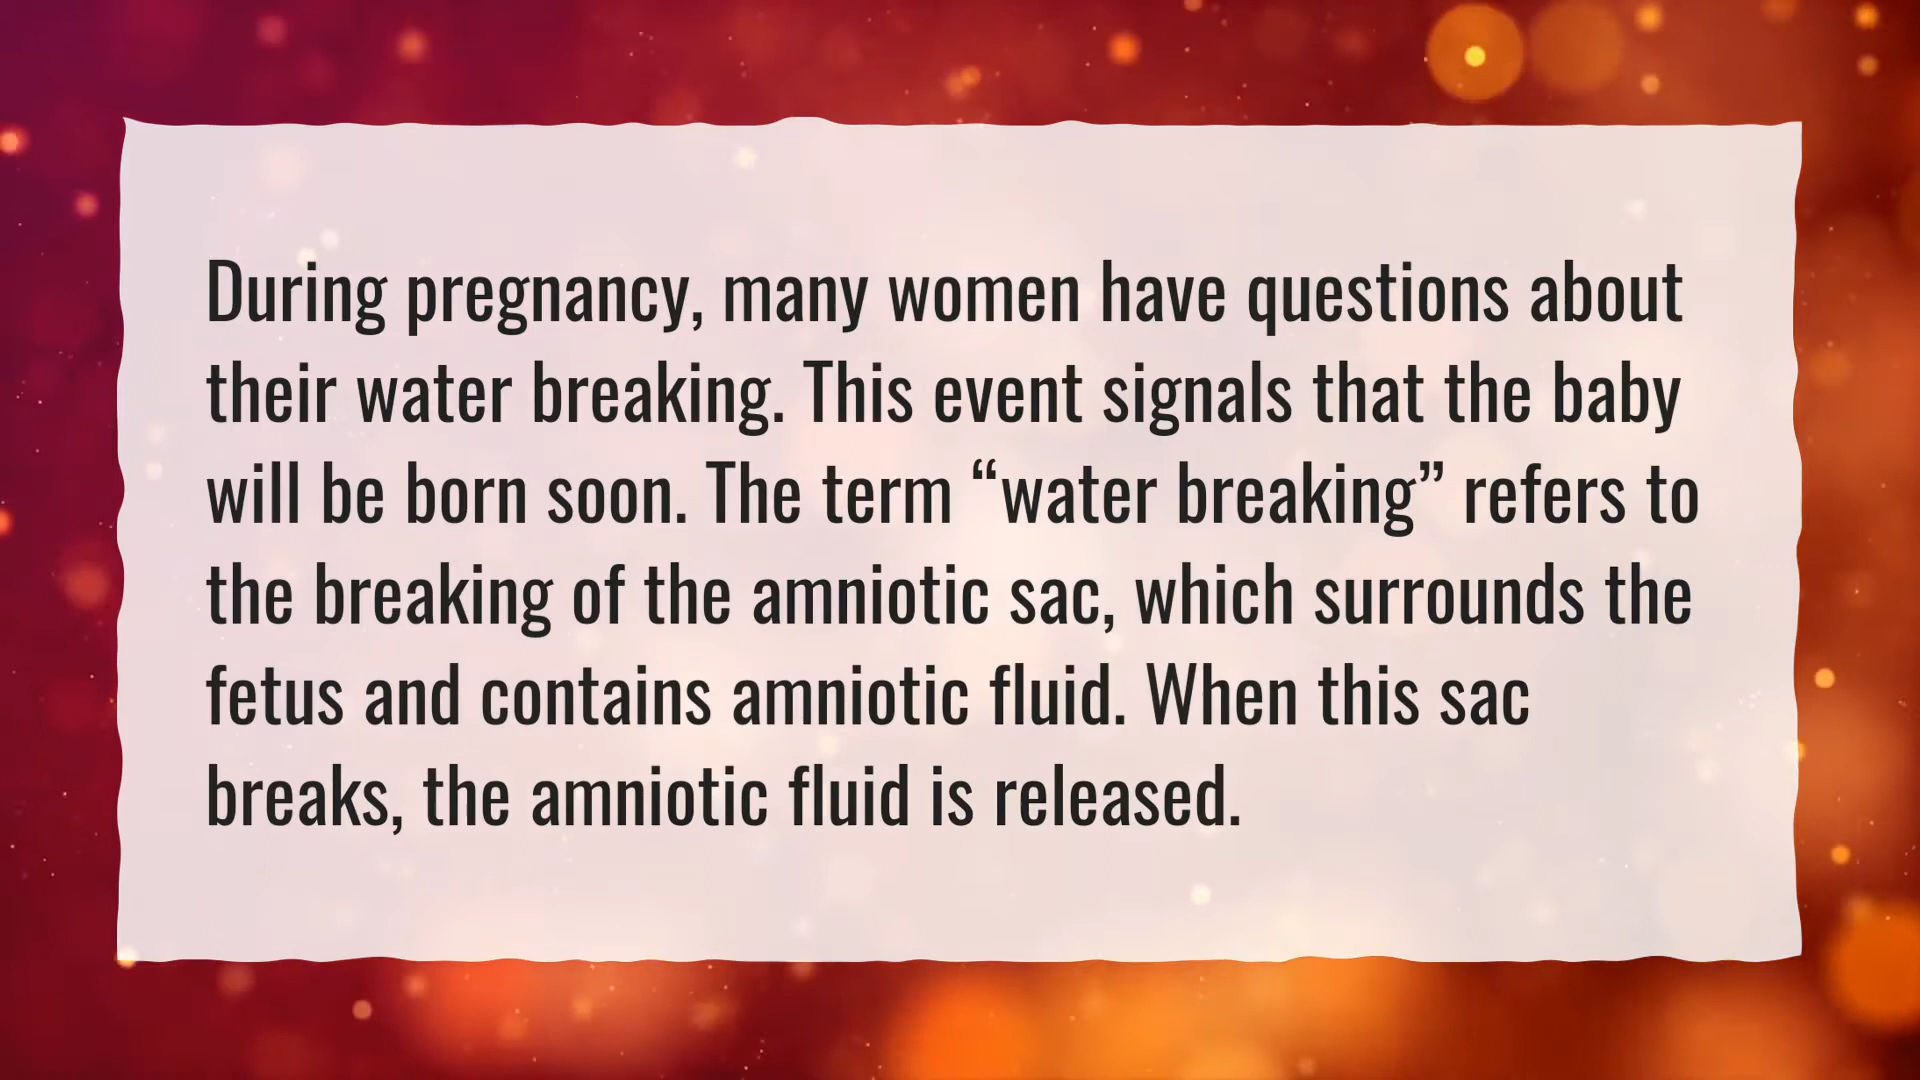 During pregnancy, many women have questions about
their water breaking. This event signals that the baby
will be born soon. The term “water breaking” refers to
the breaking of the amniotic sac, which surrounds the
fetus and contains amniotic fluid. When this sac
breaks, the amniotic fluid is released.